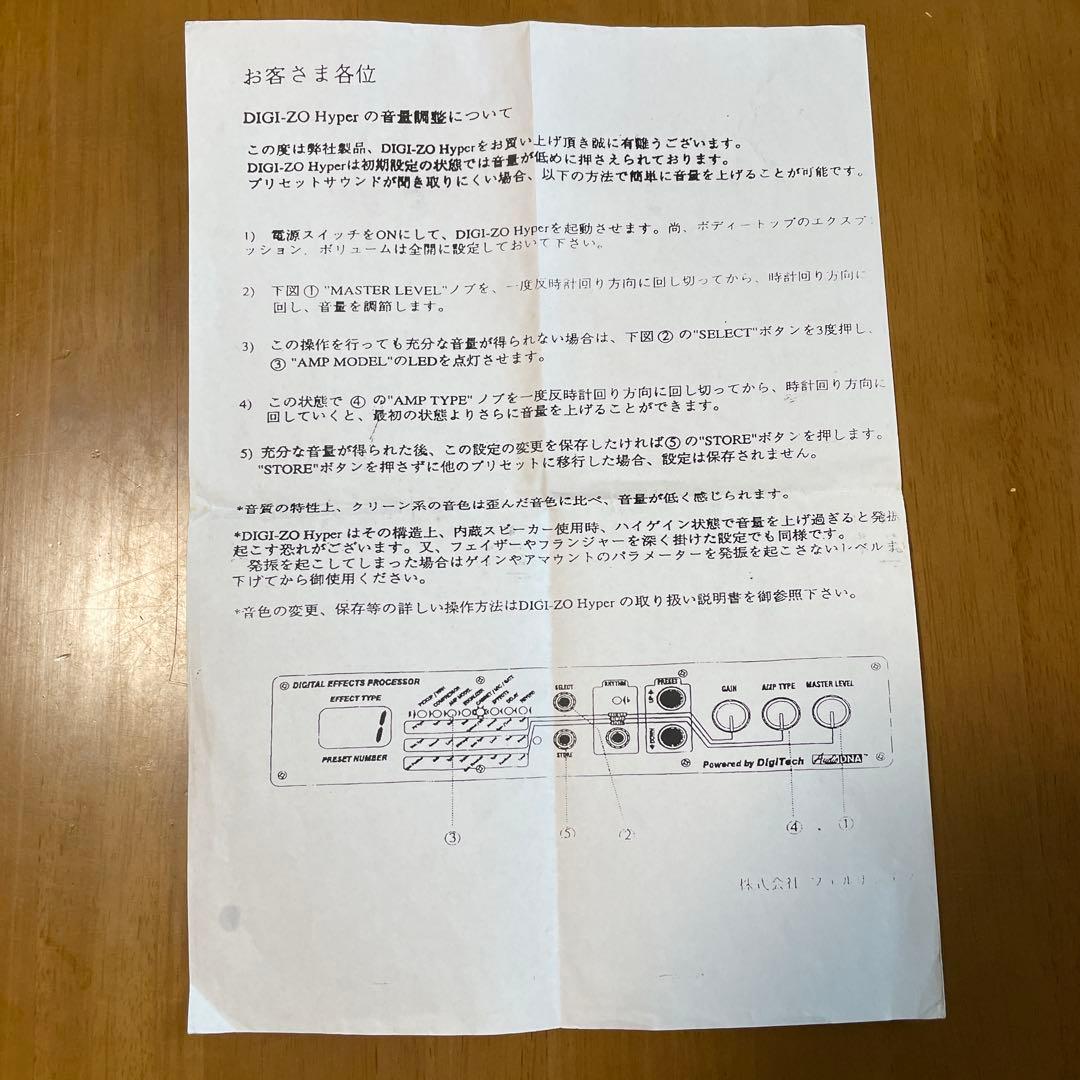 お客さま各位
DIGI-ZO Hyper の音量調整について
この度は弊社製品、DIGI-ZO Hyperをお買い上げ頂き誠に有難うございます。
DIGI-ZO Hyperは初期設定の状態では音量が低めに押さえられております。
プリセットサウンドが聞き取りにくい場合、以下の方法で簡単に音量を上げることが可能です。
1) 電源スイッチをONにして、DIGI-ZO Hyperを起動させます。尚、ボディートップのエクスプ
ッション, ボリュームは全開に設定しておいて下さい。
2) 下図①"MASTER LEVEL"ノブを、一度反時計回り方向に回し切ってから、時計回り方向に
回し、音量を調節します。
3) この操作を行っても充分な音量が得られない場合は、下図②の"SELECT"ボタンを3度押し、
③ "AMP MODEL"のLEDを点灯させます。
4) この状態で④の"AMP TYPE" ノブを一度反時計回り方向に回し切ってから、時計回り方向に
回していくと、最初の状態よりさらに音量を上げることができます。
5) 充分な音量が得られた後、この設定の変更を保存したければ⑤の"STORE"ボタンを押します。
"STORE"ボタンを押さずに他のプリセットに移行した場合、設定は保存されません。
*音質の特性上、クリーン系の音色は歪んだ音色に比べ、音量が低く感じられます。
*DIGI-ZO Hyper はその構造上、内蔵スピーカー使用時、ハイゲイン状態で音量を上げ過ぎると発振
起こす恐れがございます。又、フェイザーやフランジャーを深く掛けた設定でも同様です。
発振を起こしてしまった場合はゲインやアマウントのパラメーターを発振を起こさないレベルま
下げてから御使用ください。
*音色の変更、保存等の詳しい操作方法はDIGI-ZO Hyper の取り扱い説明書を御参照下さい。
DIGITAL EFFECTS PROCESSOR
EFFECT TYPE
1
PRESET NUMBER
PICKUP / WAH
COMPRESSOR
AMP MODEL
EQUALIZER
EFFECTS
DELAY
REVERB
SELECT
STORE
RHYTHM
PRESET
UP
DOWN
GAIN
AMP TYPE
MASTER LEVEL
Powered by DigiTech AudioDNA™
③ ⑤ ② ④ ①
株式会社